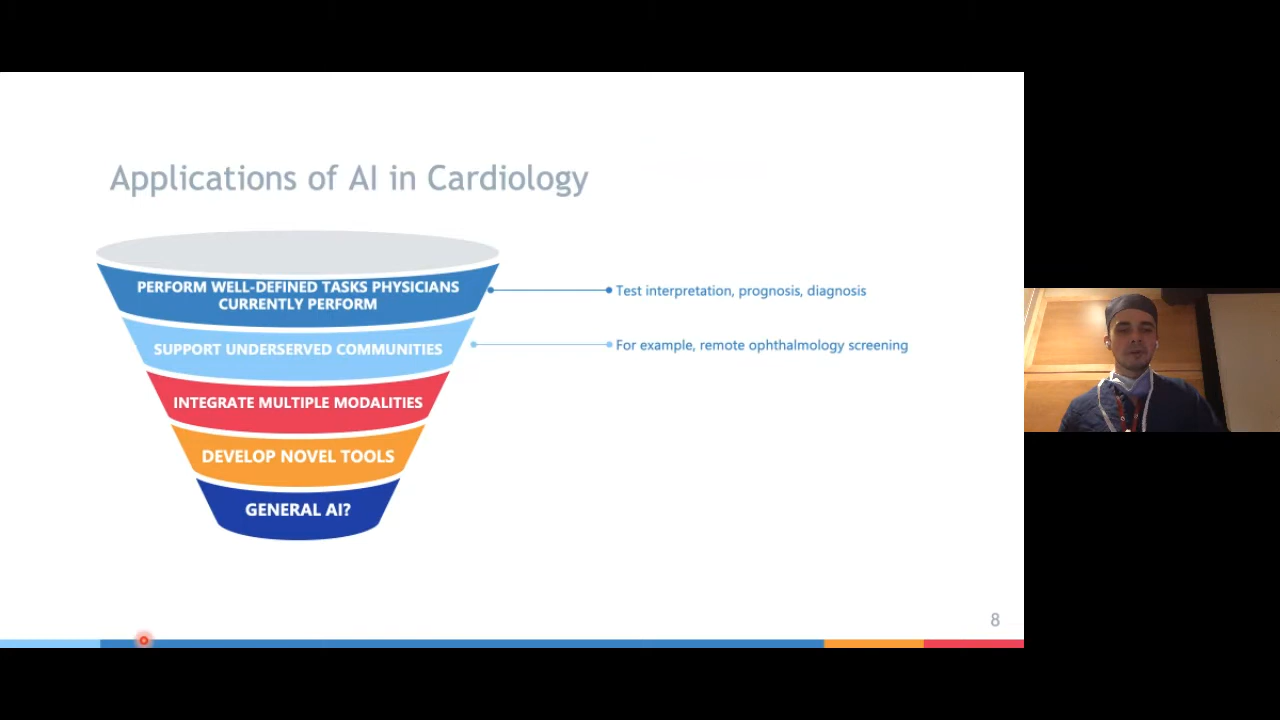 Applications of AI in Cardiology
PERFORM WELL-DEFINED TASKS PHYSICIANS
CURRENTLY PERFORM
Test interpretation, prognosis, diagnosis
SUPPORT UNDERSERVED COMMUNITIES
For example, remote ophthalmology screening
INTEGRATE MULTIPLE MODALITIES
DEVELOP NOVEL TOOLS
GENERAL AI?
8